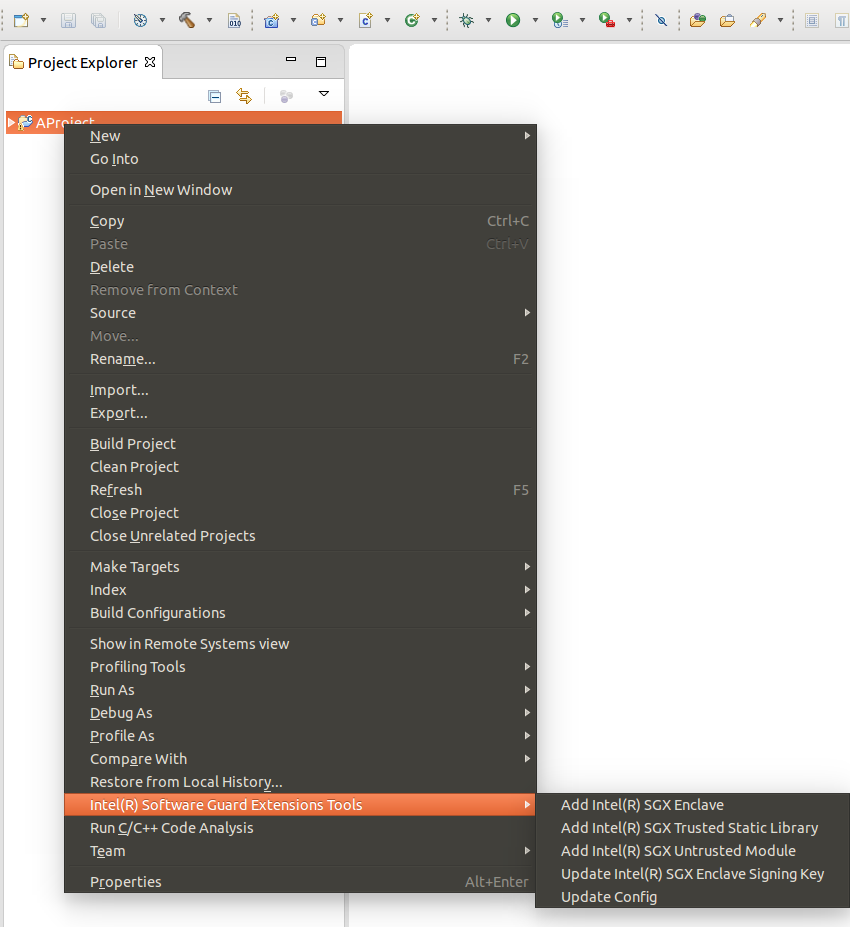 010
Project Explorer
AProject
New
Go Into
Open in New Window
Copy Ctrl+C
Paste Ctrl+V
Delete
Remove from Context
Source
Move...
Rename... F2
Import...
Export...
Build Project
Clean Project
Refresh F5
Close Project
Close Unrelated Projects
Make Targets
Index
Build Configurations
Show in Remote Systems view
Profiling Tools
Run As
Debug As
Profile As
Compare With
Restore from Local History...
Intel(R) Software Guard Extensions Tools
Add Intel(R) SGX Enclave
Add Intel(R) SGX Trusted Static Library
Add Intel(R) SGX Untrusted Module
Update Intel(R) SGX Enclave Signing Key
Update Config
Run C/C++ Code Analysis
Team
Properties Alt+Enter